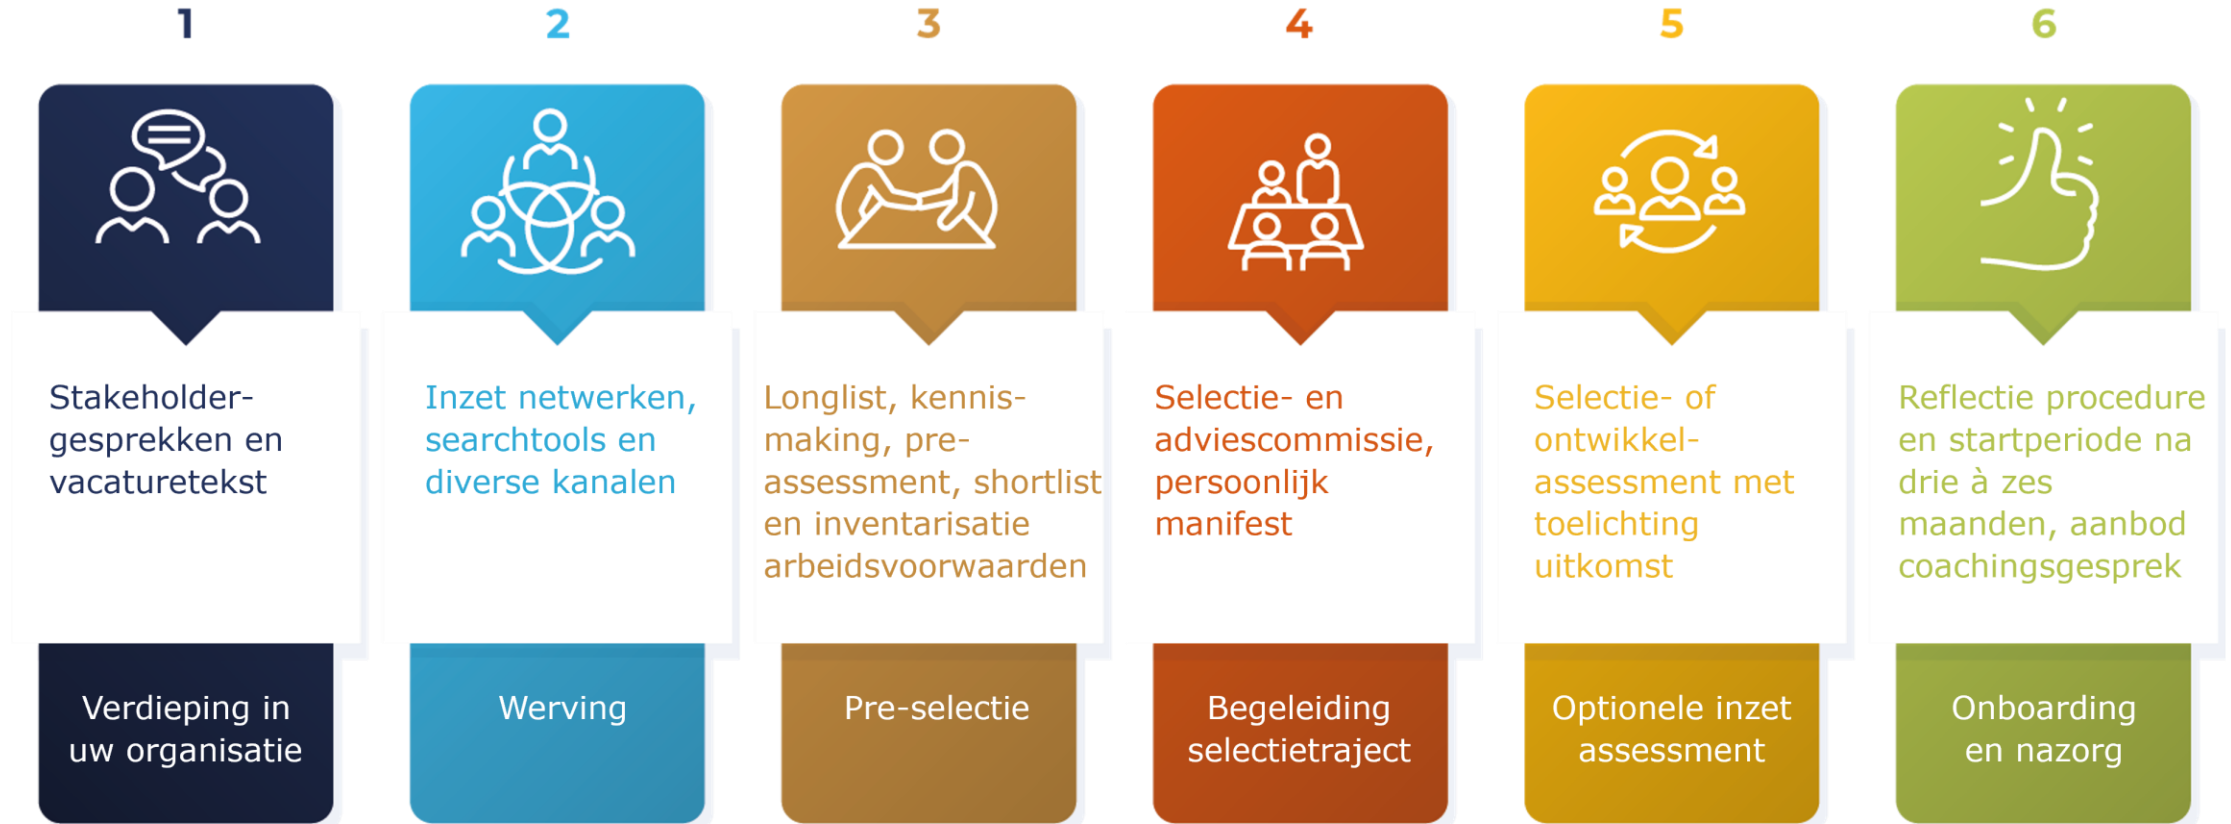 1
Stakeholder-
gesprekken en
vacaturetekst
Verdieping in
uw organisatie
2
Inzet netwerken,
searchtools en
diverse kanalen
Werving
3
Longlist, kennis-
making, pre-
assessment, shortlist
en inventarisatie
arbeidsvoorwaarden
Pre-selectie
4
Selectie- en
adviescommissie,
persoonlijk
manifest
Begeleiding
selectietraject
5
Selectie- of
ontwikkel-
assessment met
toelichting
uitkomst
Optionele inzet
assessment
6
Reflectie procedure
en startperiode na
drie à zes
maanden, aanbod
coachingsgesprek
Onboarding
en nazorg